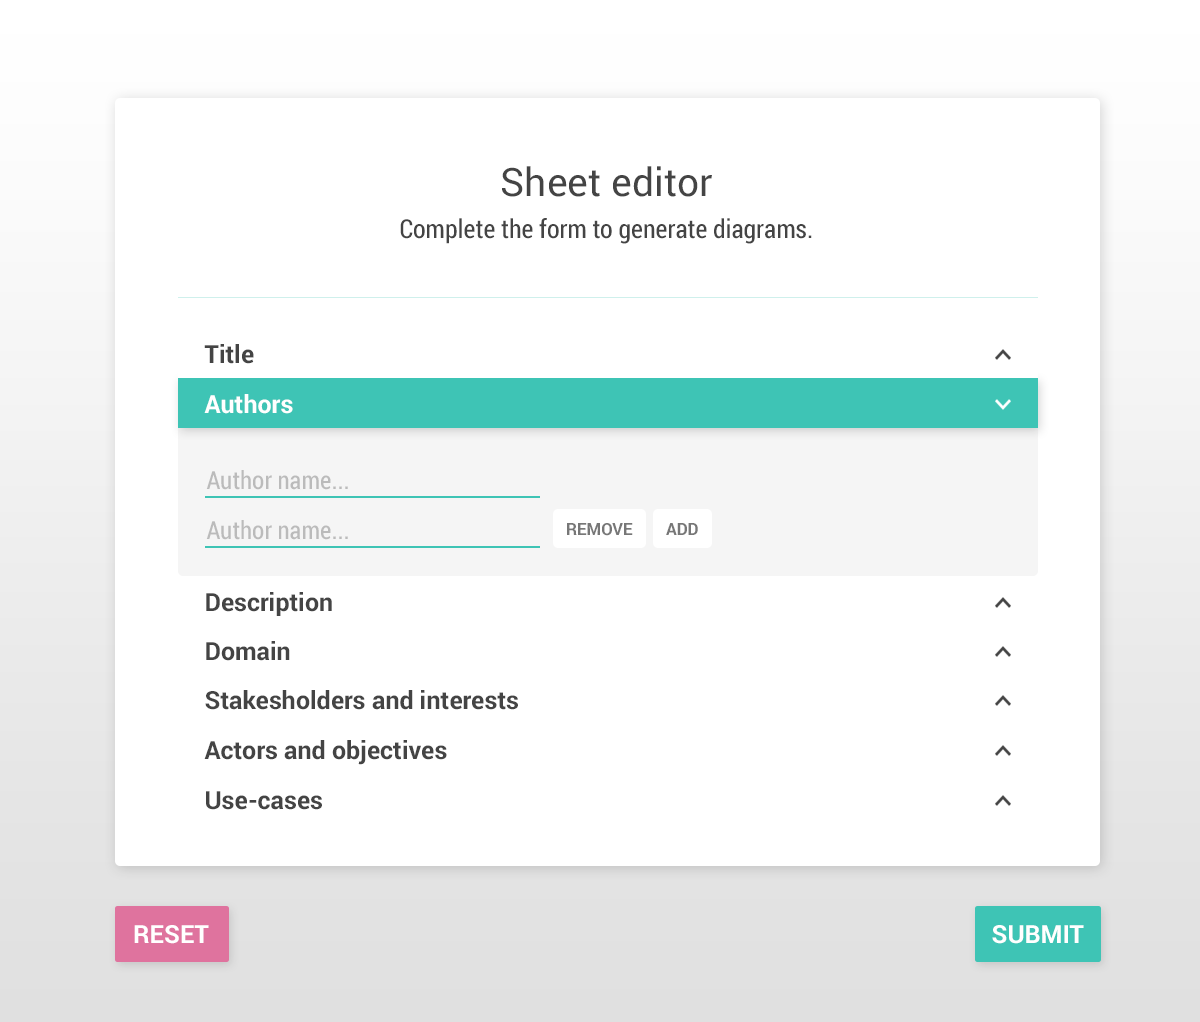 Sheet editor
Complete the form to generate diagrams.
Title
Authors
Author name...
Author name...
REMOVE ADD
Description
Domain
Stakesholders and interests
Actors and objectives
Use-cases
RESET
SUBMIT